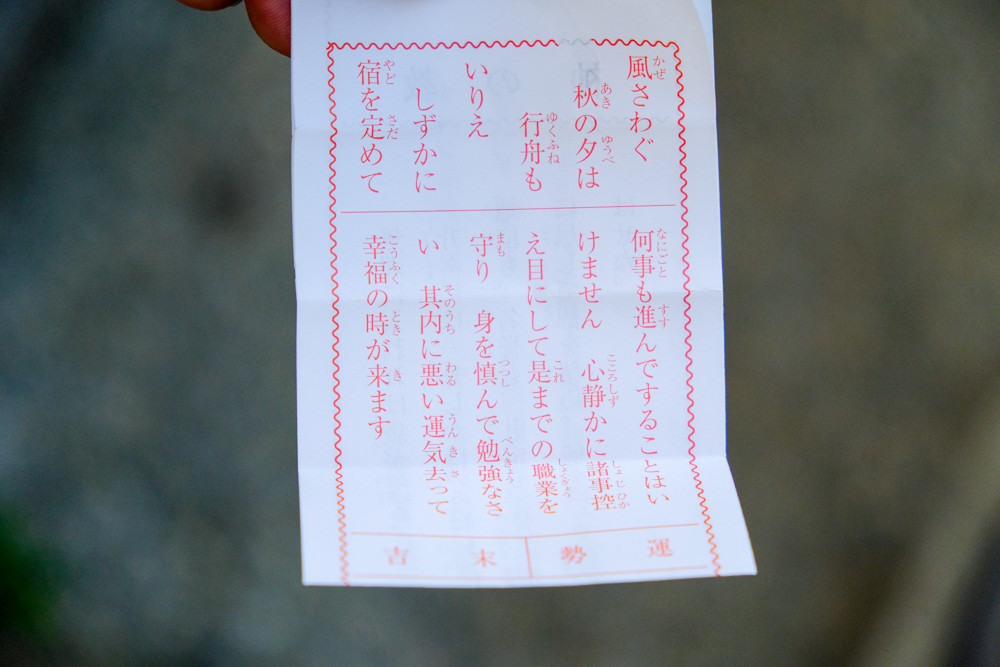 風さわぐ
秋の夕は
行舟も
いりえ
しずかに
宿を定めて
何事も進んですることはい
けません 心静かに諸事控
え目にして是までの職業を
守り 身を慎んで勉強なさ
い 其内に悪い運気去って
幸福の時が来ます
運勢 末吉